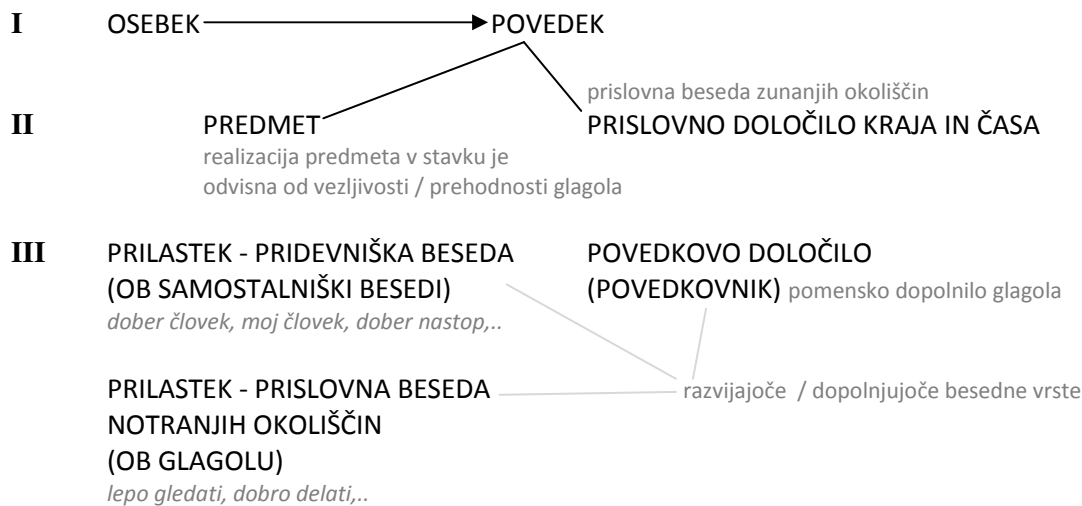 I OSEBEK POVEDEK
prislovna beseda zunanjih okoliščin
II PREDMET PRISLOVNO DOLOČILO KRAJA IN ČASA
realizacija predmeta v stavku je
odvisna od vezljivosti / prehodnosti glagola
III PRILASTEK - PRIDEVNIŠKA BESEDA POVEDKOVO DOLOČILO
(OB SAMOSTALNIŠKI BESEDI) (POVEDKOVNIK) pomensko dopolnilo glagola
dober človek, moj človek, dober nastop,..
PRILASTEK - PRISLOVNA BESEDA razvijajoče / dopolnjujoče besedne vrste
NOTRANJIH OKOLIŠČIN
(OB GLAGOLU)
lepo gledati, dobro delati,..